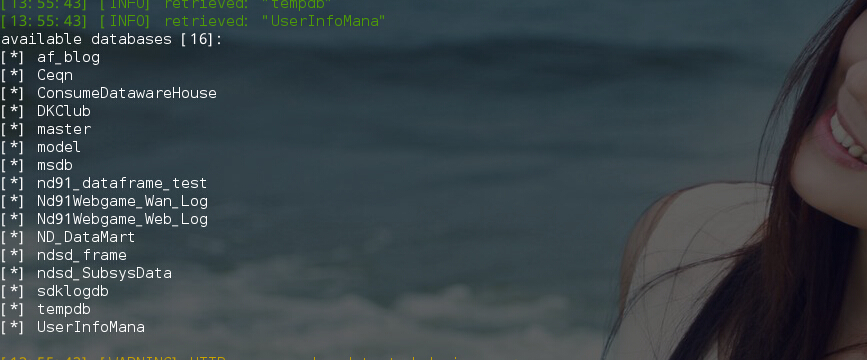 [13:55:43] [INFO] retrieved: "tempdb"
[13:55:43] [INFO] retrieved: "UserInfoMana"
available databases [16]:
[*] af_blog
[*] Ceqn
[*] ConsumeDatawareHouse
[*] DKClub
[*] master
[*] model
[*] msdb
[*] nd91_dataframe_test
[*] Nd91Webgame_Wan_Log
[*] Nd91Webgame_Web_Log
[*] ND_DataMart
[*] ndsd_frame
[*] ndsd_SubsysData
[*] sdklogdb
[*] tempdb
[*] UserInfoMana
[13:55:43] [WARNING] HTTP